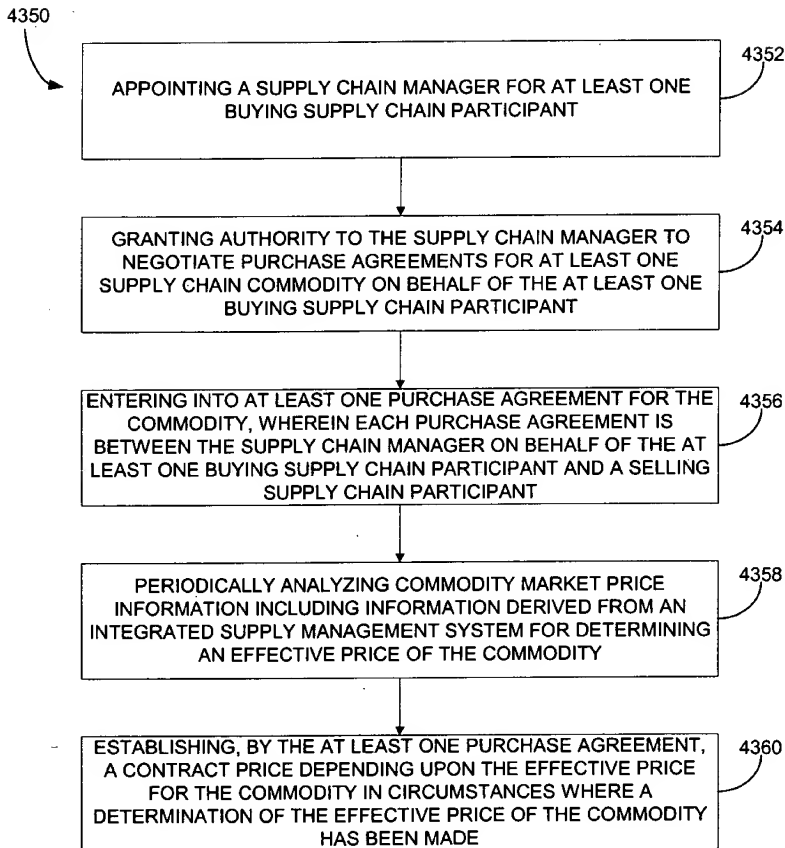 4350
4352
APPOINTING A SUPPLY CHAIN MANAGER FOR AT LEAST ONE
BUYING SUPPLY CHAIN PARTICIPANT
4354
GRANTING AUTHORITY TO THE SUPPLY CHAIN MANAGER TO
NEGOTIATE PURCHASE AGREEMENTS FOR AT LEAST ONE
SUPPLY CHAIN COMMODITY ON BEHALF OF THE AT LEAST ONE
BUYING SUPPLY CHAIN PARTICIPANT
4356
ENTERING INTO AT LEAST ONE PURCHASE AGREEMENT FOR THE
COMMODITY, WHEREIN EACH PURCHASE AGREEMENT IS
BETWEEN THE SUPPLY CHAIN MANAGER ON BEHALF OF THE AT
LEAST ONE BUYING SUPPLY CHAIN PARTICIPANT AND A SELLING
SUPPLY CHAIN PARTICIPANT
4358
PERIODICALLY ANALYZING COMMODITY MARKET PRICE
INFORMATION INCLUDING INFORMATION DERIVED FROM AN
INTEGRATED SUPPLY MANAGEMENT SYSTEM FOR DETERMINING
AN EFFECTIVE PRICE OF THE COMMODITY
4360
ESTABLISHING, BY THE AT LEAST ONE PURCHASE AGREEMENT,
A CONTRACT PRICE DEPENDING UPON THE EFFECTIVE PRICE
FOR THE COMMODITY IN CIRCUMSTANCES WHERE A
DETERMINATION OF THE EFFECTIVE PRICE OF THE COMMODITY
HAS BEEN MADE